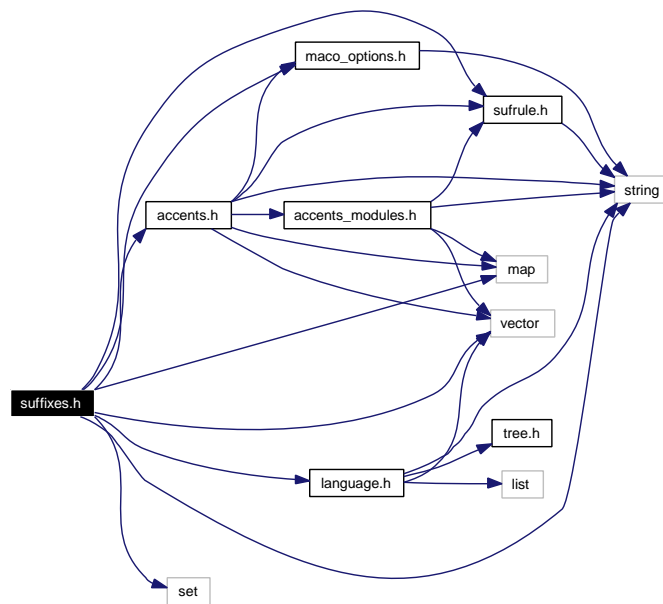 maco_options.h
sufrule.h
string
accents.h
accents_modules.h
map
vector
suffixes.h
tree.h
language.h
list
set